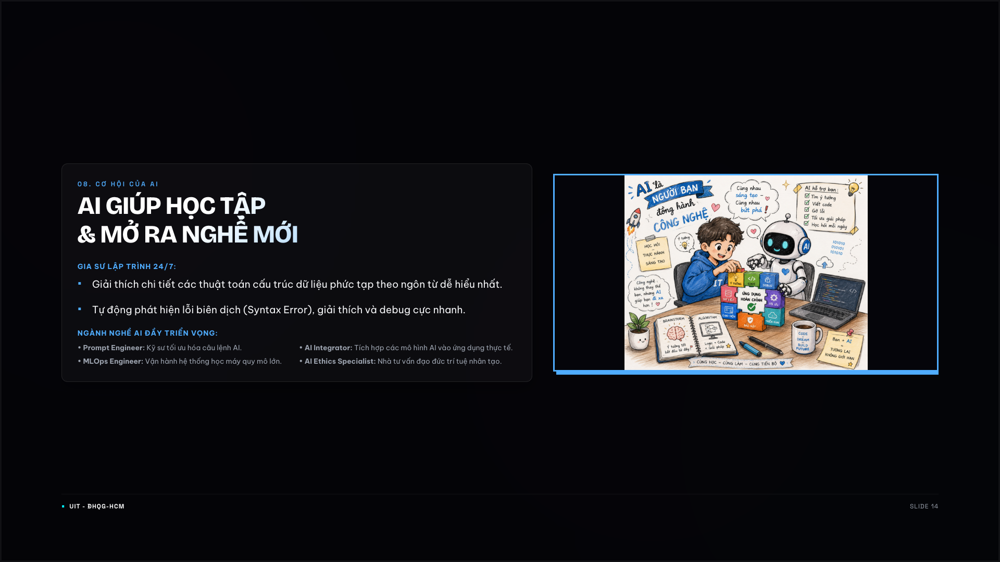 08. CƠ HỘI CỦA AI
AI GIÚP HỌC TẬP
& MỞ RA NGHỀ MỚI
GIA SƯ LẬP TRÌNH 24/7:
▪ Giải thích chi tiết các thuật toán cấu trúc dữ liệu phức tạp theo ngôn từ dễ hiểu nhất.
▪ Tự động phát hiện lỗi biên dịch (Syntax Error), giải thích và debug cực nhanh.
NGÀNH NGHỀ AI ĐẦY TRIỂN VỌNG:
• Prompt Engineer: Kỹ sư tối ưu hóa câu lệnh AI.
• AI Integrator: Tích hợp các mô hình AI vào ứng dụng thực tế.
• MLOps Engineer: Vận hành hệ thống học máy quy mô lớn.
• AI Ethics Specialist: Nhà tư vấn đạo đức trí tuệ nhân tạo.
AI là
NGƯỜI BẠN
đồng hành
CÔNG NGHỆ
Cùng nhau
sáng tạo –
Cùng nhau
bứt phá !
AI hỗ trợ bạn:
Tìm ý tưởng
Viết code
Gỡ lỗi
Tối ưu giải pháp
Học hỏi mỗi ngày
HỌC HỎI
–
THỰC HÀNH
–
SÁNG TẠO
Ý tưởng
AI
101010
010101
101010
Công nghệ
không thay thế
bạn, nhưng AI
giúp bạn đi xa
hơn !
IT
Ý TƯỞNG
</>
CODE
DEBUG
DỮ LIỆU
ỨNG DỤNG
HOÀN CHỈNH
TỐI ƯU
GIAO DIỆN
BẢO MẬT
TRIỂN KHAI
</>
BRAINSTORM
Ý tưởng tốt
bắt đầu từ đây!
ALGORITHM
Logic + Code
= Giải pháp
CODE
–
DREAM
–
BUILD
FUTURE
Bạn + AI
=
TƯƠNG LAI
KHÔNG GIỚI HẠN
CÙNG HỌC – CÙNG LÀM – CÙNG TIẾN BỘ
UIT - ĐHQG-HCM
SLIDE 14